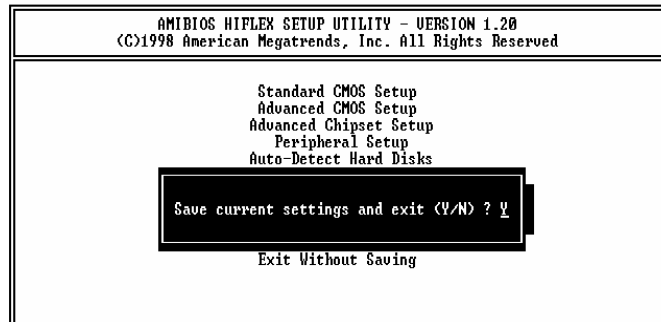 AMIBIOS HIFLEX SETUP UTILITY - VERSION 1.20
(C)1998 American Megatrends, Inc. All Rights Reserved
Standard CMOS Setup
Advanced CMOS Setup
Advanced Chipset Setup
Peripheral Setup
Auto-Detect Hard Disks
Save current settings and exit (Y/N) ? Y
Exit Without Saving